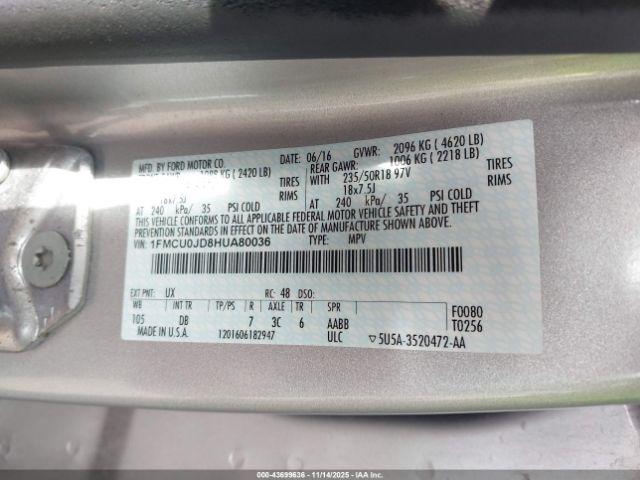 MFD. BY FORD MOTOR CO.
DATE: 06/16 GVWR: 2096 KG ( 4620 LB)
KG (2420 LB) REAR GAWR: 1006 KG ( 2218 LB)
TIRES WITH 235/50R18 97V TIRES
18x7.5J RIMS 18x7.5J RIMS
AT 240 kPa/ 35 PSI COLD AT 240 kPa/ 35 PSI COLD
THIS VEHICLE CONFORMS TO ALL APPLICABLE FEDERAL MOTOR VEHICLE SAFETY AND BUMPER
STANDARDS IN EFFECT ON THE DATE OF MANUFACTURE SHOWN ABOVE.
VIN: 1FMCU0JD8HUA80036 TYPE: MPV
EXT PNT: UX RC: 48 DSO:
WB INT TR TP/PS R AXLE TR SPR
105 DB 7 3C 6 AABB
F0080
T0256
MADE IN U.S.A. 1201606182947 ULC 5U5A-3520472-AA
000-43699636 - 11/14/2025 - IAAI.com